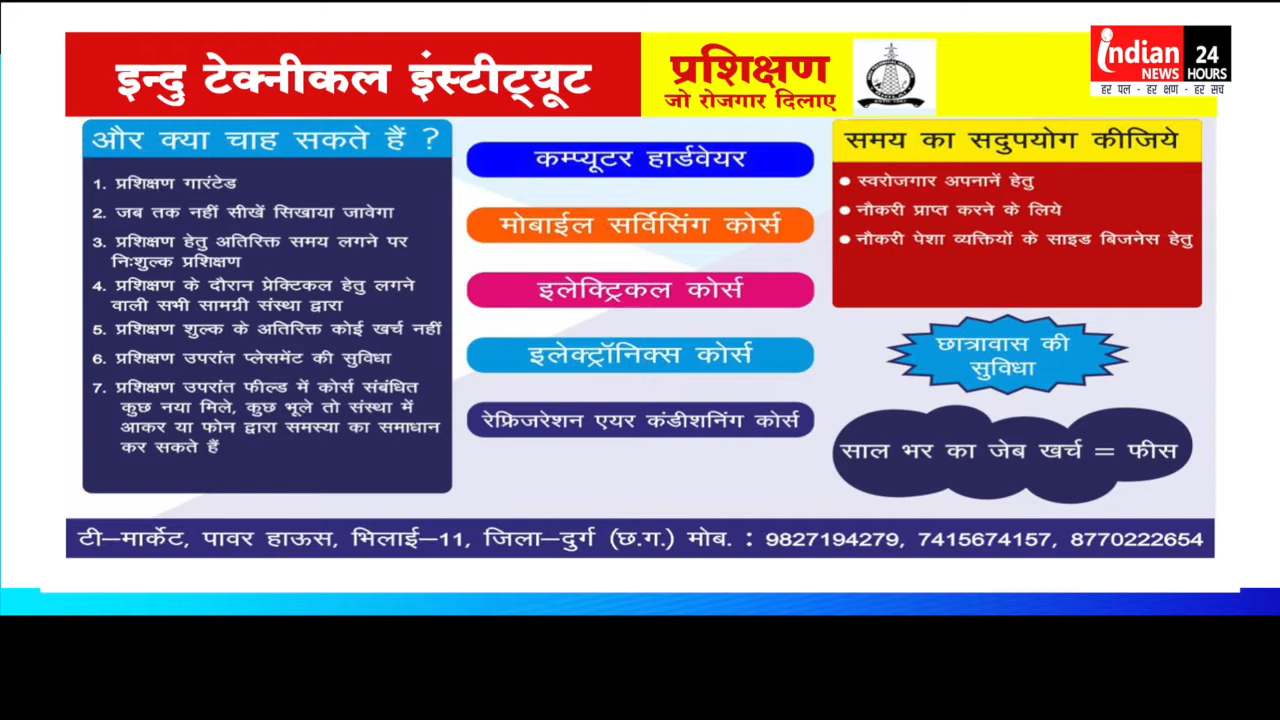 इन्दु टेक्नीकल इंस्टीट्यूट
प्रशिक्षण
जो रोजगार दिलाए
indian
NEWS
24
HOURS
हर पल - हर क्षण - हर सच
और क्या चाह सकते हैं ?
1. प्रशिक्षण गारंटेड
2. जब तक नहीं सीखें सिखाया जावेगा
3. प्रशिक्षण हेतु अतिरिक्त समय लगने पर
निःशुल्क प्रशिक्षण
4. प्रशिक्षण के दौरान प्रेक्टिकल हेतु लगने
वाली सभी सामग्री संस्था द्वारा
5. प्रशिक्षण शुल्क के अतिरिक्त कोई खर्च नहीं
6. प्रशिक्षण उपरांत प्लेसमेंट की सुविधा
7. प्रशिक्षण उपरांत फील्ड में कोर्स संबंधित
कुछ नया मिले, कुछ भूले तो संस्था में
आकर या फोन द्वारा समस्या का समाधान
कर सकते हैं
कम्प्यूटर हार्डवेयर
मोबाईल सर्विसिंग कोर्स
इलेक्ट्रिकल कोर्स
इलेक्ट्रॉनिक्स कोर्स
रेफ्रिजरेशन एयर कंडीशनिंग कोर्स
समय का सदुपयोग कीजिये
● स्वरोजगार अपनानें हेतु
● नौकरी प्राप्त करने के लिये
● नौकरी पेशा व्यक्तियों के साइड बिजनेस हेतु
छात्रावास की
सुविधा
साल भर का जेब खर्च = फीस
टी–मार्केट, पावर हाऊस, भिलाई–11, जिला–दुर्ग (छ.ग.) मोब. : 9827194279, 7415674157, 8770222654